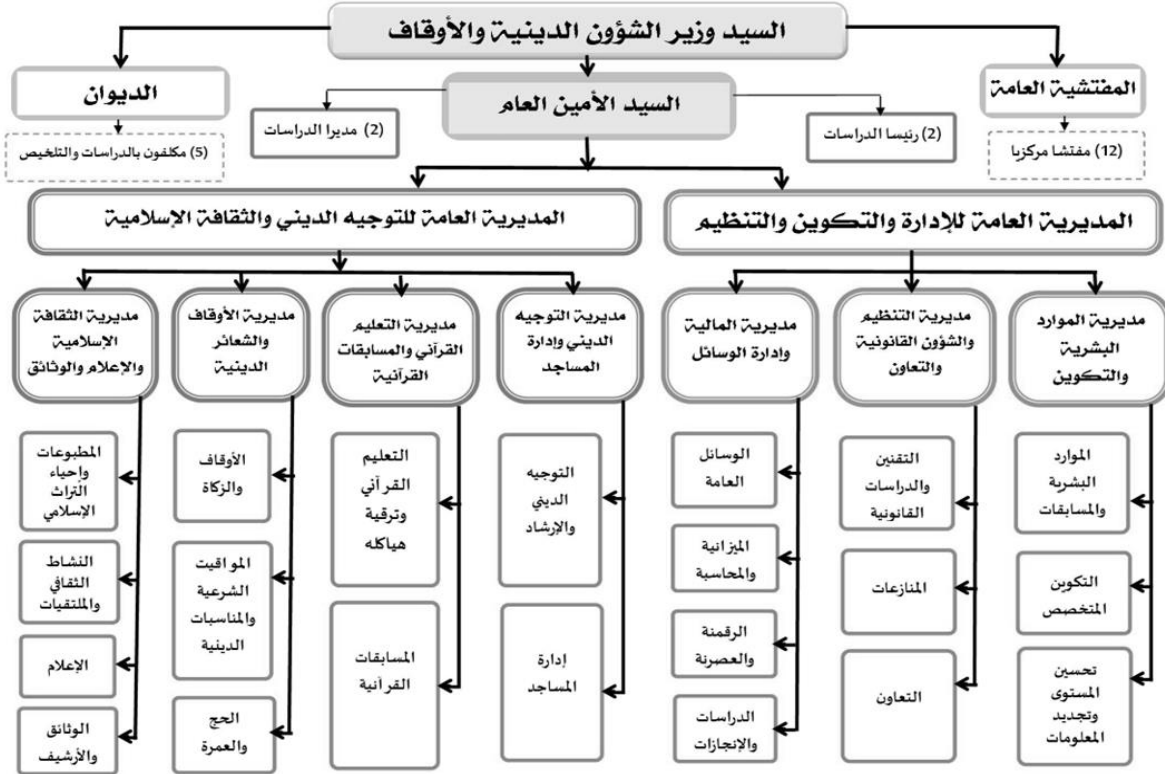 السيد وزير الشؤون الدينية والأوقاف
المفتشية العامة
(12) مفتشا مركزيا
السيد الأمين العام
(2) رئيسا الدراسات
(2) مديرا الدراسات
الديوان
(5) مكلفون بالدراسات والتلخيص
المديرية العامة للإدارة والتكوين والتنظيم
المديرية العامة للتوجيه الديني والثقافة الإسلامية
مديرية الموارد
البشرية
والتكوين
الموارد
البشرية
والمسابقات
التكوين
المتخصص
تحسين
المستوى
وتجديد
المعلومات
مديرية التنظيم
والشؤون القانونية
والتعاون
التقنين
والدراسات
القانونية
المنازعات
التعاون
مديرية المالية
وإدارة الوسائل
الوسائل
العامة
الميزانية
والمحاسبة
الرقمنة
والعصرنة
الدراسات
والإنجازات
مديرية التوجيه
الديني وإدارة
المساجد
التوجيه
الديني
والإرشاد
إدارة
المساجد
مديرية التعليم
القرآني والمسابقات
القرآنية
التعليم
القرآني
وترقية
هياكله
المسابقات
القرآنية
مديرية الأوقاف
والشعائر
الدينية
الأوقاف
والزكاة
المواقيت
الشرعية
والمناسبات
الدينية
الحج
والعمرة
مديرية الثقافة
الإسلامية
والإعلام والوثائق
المطبوعات
وإحياء
التراث
الإسلامي
النشاط
الثقافي
والملتقيات
الإعلام
الوثائق
والأرشيف